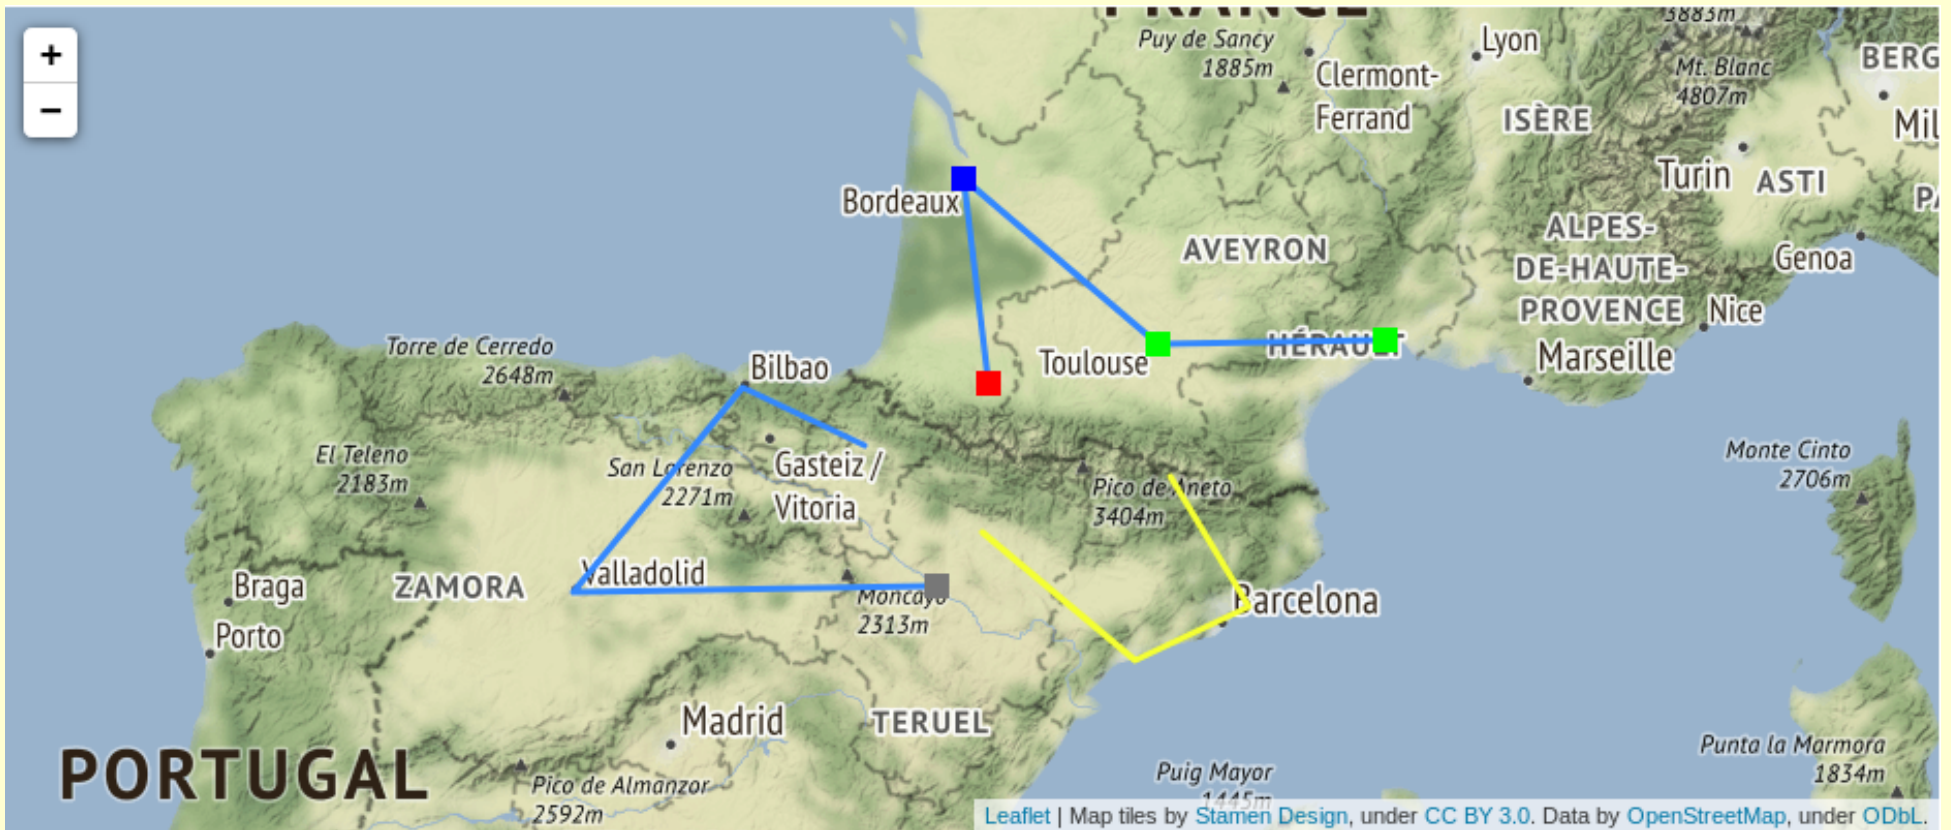 +
−
FRANCE
Puy de Sancy
1885m
Clermont-
Ferrand
Lyon
3883m
Mt. Blanc
4807m
BERG
Mil
ISÈRE
Turin
ASTI
PA
Bordeaux
AVEYRON
ALPES-
DE-HAUTE-
PROVENCE
Genoa
Nice
Torre de Cerredo
2648m
Bilbao
Toulouse
HÉRAULT
Marseille
El Teleno
2183m
San Lorenzo
2271m
Gasteiz /
Vitoria
Pico de Aneto
3404m
Monte Cinto
2706m
Braga
Porto
ZAMORA
Valladolid
Moncayo
2313m
Barcelona
Madrid
TERUEL
PORTUGAL
Pico de Almanzor
2592m
Puig Mayor
1445m
Punta la Marmora
1834m
Leaflet | Map tiles by Stamen Design, under CC BY 3.0. Data by OpenStreetMap, under ODbL.